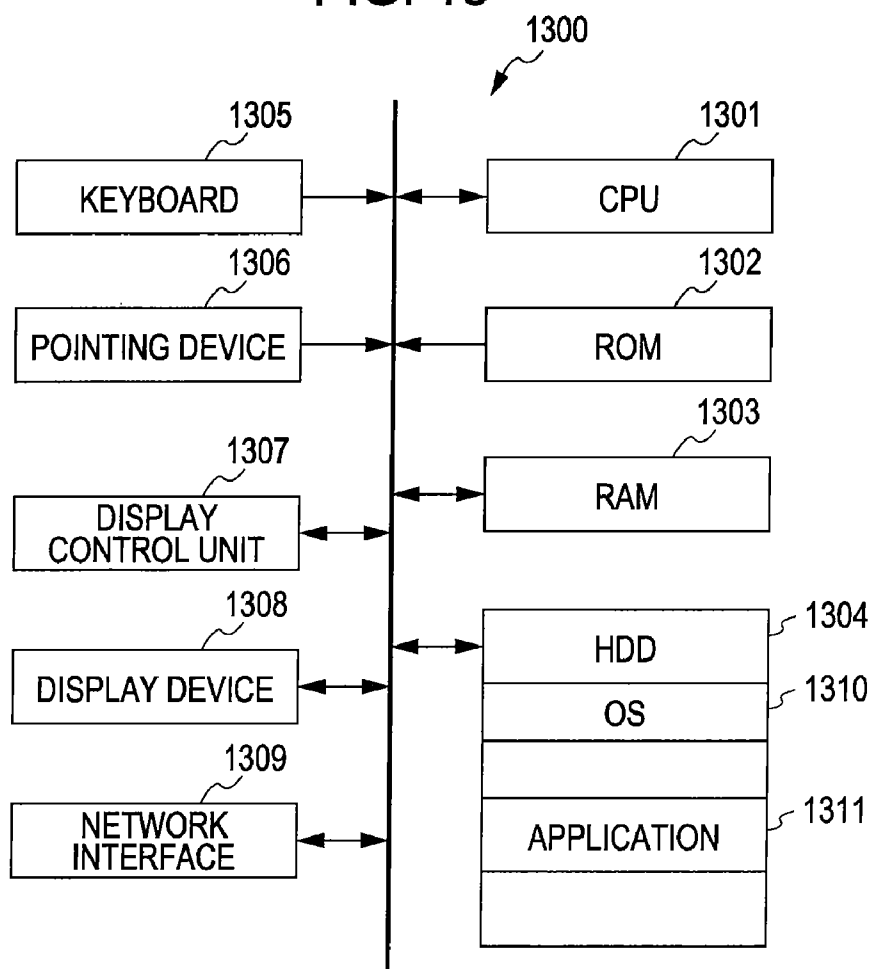 1300
1305
KEYBOARD
1301
CPU
1306
POINTING DEVICE
1302
ROM
1307
DISPLAY
CONTROL UNIT
1303
RAM
1308
DISPLAY DEVICE
1304
HDD
1310
OS
1309
NETWORK
INTERFACE
1311
APPLICATION